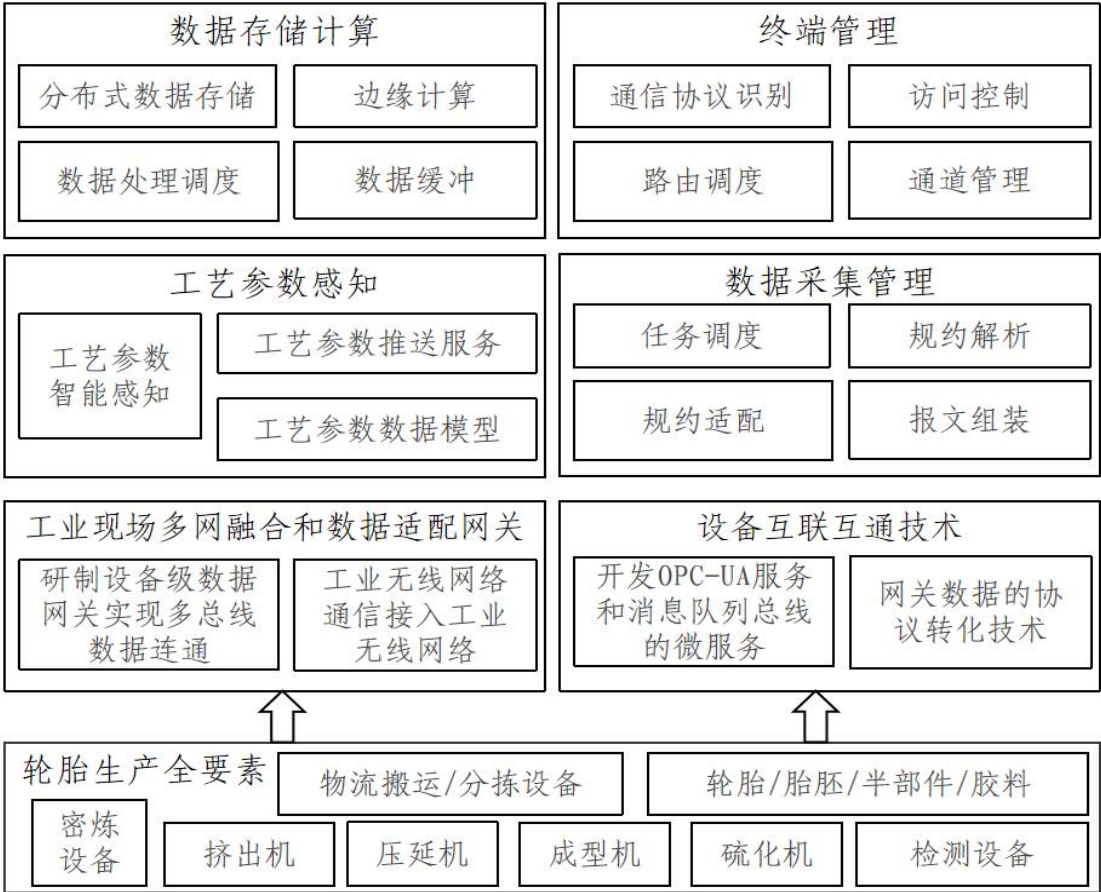 数据存储计算
分布式数据存储
边缘计算
数据处理调度
数据缓冲
终端管理
通信协议识别
访问控制
路由调度
通道管理
工艺参数感知
工艺参数
智能感知
工艺参数推送服务
工艺参数数据模型
数据采集管理
任务调度
规约解析
规约适配
报文组装
工业现场多网融合和数据适配网关
研制设备级数据
网关实现多总线
数据连通
工业无线网络
通信接入工业
无线网络
设备互联互通技术
开发OPC-UA服务
和消息队列总线
的微服务
网关数据的协
议转化技术
轮胎生产全要素
物流搬运/分拣设备
轮胎/胎胚/半部件/胶料
密炼
设备
挤出机
压延机
成型机
硫化机
检测设备